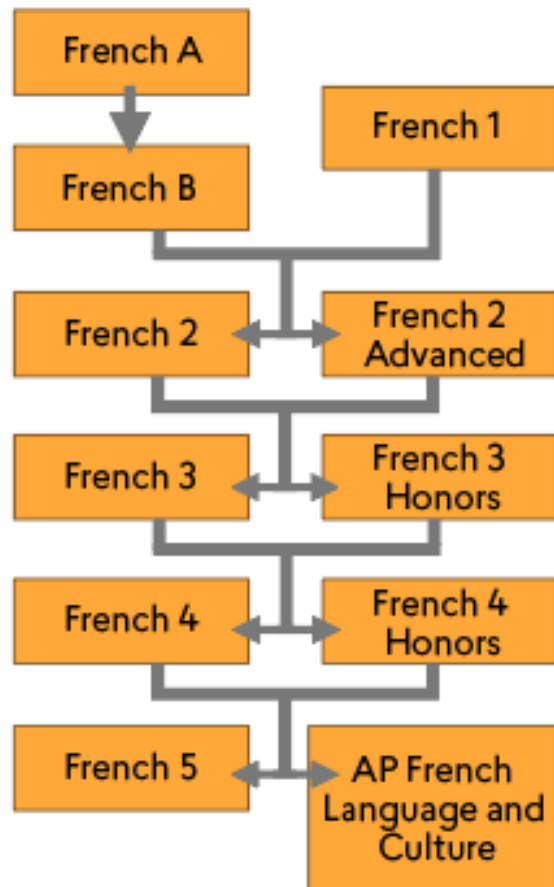 French A
French 1
French B
French 2
French 2
Advanced
French 3
French 3
Honors
French 4
French 4
Honors
French 5
AP French
Language and
Culture